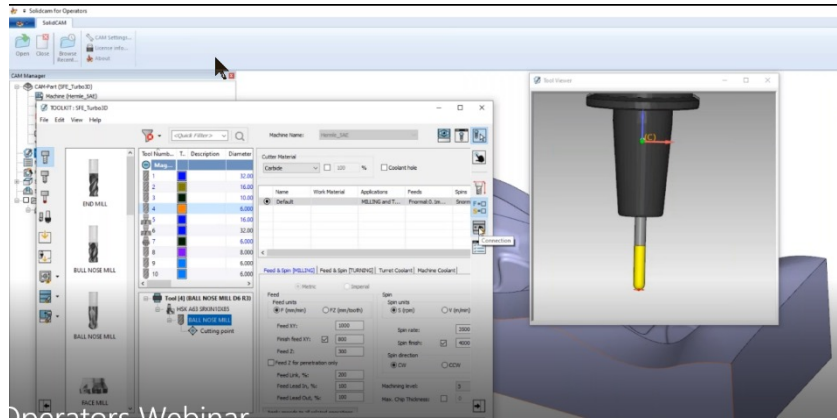 Solidcam for Operators
SolidCAM
Open
Close
Browse Recent...
CAM Settings...
License Info...
About
CAM Manager
CAM-Part (SFE_Turbo3D)
Machine (Hermle_5AE)
TOOLKIT : SFE_Turbo3D
File Edit View Help
<Quick Filter>
Machine Name: Hermle_5AE
Tool Numb... T.. Description Diameter
Mag...
1 32.00
2 16.00
3 10.00
4 6.000
5 16.00
6 32.00
7 6.000
8 6.000
9 6.000
10 6.000
END MILL
BULL NOSE MILL
BALL NOSE MILL
FACE MILL
Tool [4] (BALL NOSE MILL D6 R3)
BALL NOSE MILL
Cutting point
Cutter Material
Carbide 100 % Coolant hole
Name Work Material Applications Feeds Spins
Default MILLING and T...
Connection
Feed & Spin [MILLING] Feed & Spin [TURNING] Turret Coolant Machine Coolant
Metric Imperial
Feed
Feed units
F (mm/min) FZ (mm/tooth)
Feed XY: 1000
Finish feed XY: 800
Feed Z: 300
Feed Z for penetration only
Feed Link, %: 200
Feed Lead In, %: 100
Feed Lead Out, %: 100
Spin
Spin units
S (rpm) V (m/min)
Spin rate:
Spin finish: 4000
Spin direction
CW CCW
Machining level:
Max. Chip Thickness:
Tool Viewer
Operators Webinar